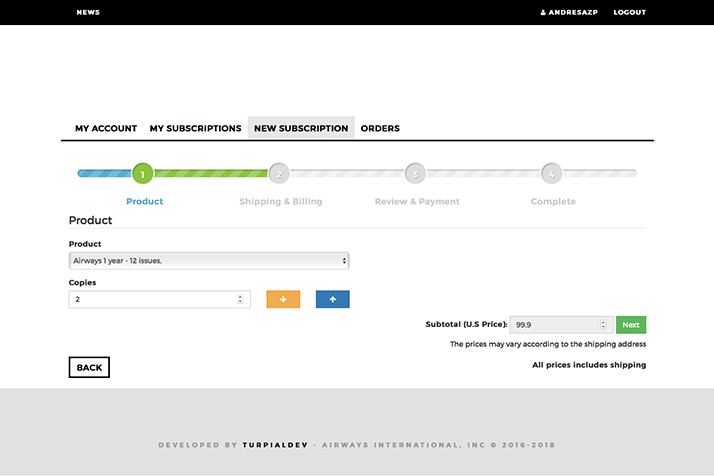 NEWS ANDRESAZP LOGOUT
MY ACCOUNT MY SUBSCRIPTIONS NEW SUBSCRIPTION ORDERS
1 2 3 4
Product Shipping & Billing Review & Payment Complete
Product
Product
Airways 1 year - 12 issues.
Copies
2
Subtotal (U.S Price): 99.9 Next
The prices may vary according to the shipping address
BACK All prices includes shipping
DEVELOPED BY TURPIALDEV - AIRWAYS INTERNATIONAL, INC © 2016-2018